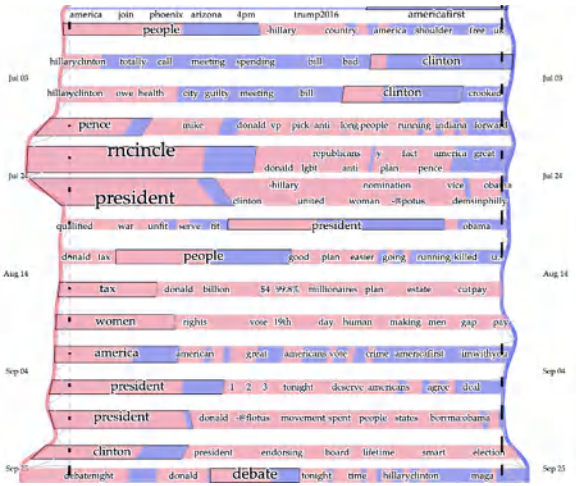 america join phoenix arizona 4pm trump2016 americafirst
people -hillary country america shoulder free us
hillaryclinton totally call meeting spending bill bad clinton
Jul 03 Jul 03
hillaryclinton owe health city guilty meeting bill clinton crooked
pence mike donald vp pick anti long people running indiana forward
rncincle republicans y fact america great
donald lgbt anti plan pence
Jul 24 Jul 24
president -hillary nomination vice obama
clinton united woman -@potus demsinphilly
qualified war unfit serve fit president obama
donald tax people good plan easier going running killed u.s
Aug 14 Aug 14
tax donald billion $4 99.8% millionaires plan estate cut pay
women rights vote 19th day human making men gap pay
america american great americans vote crime americafirst imwithyou
Sep 04 Sep 04
president 1 2 3 tonight deserve americans agree deal
president donald -@flotus movement spent people states obama
clinton president endorsing board lifetime smart election
Sep 25 Sep 25
debatenight donald debate tonight time hillaryclinton maga